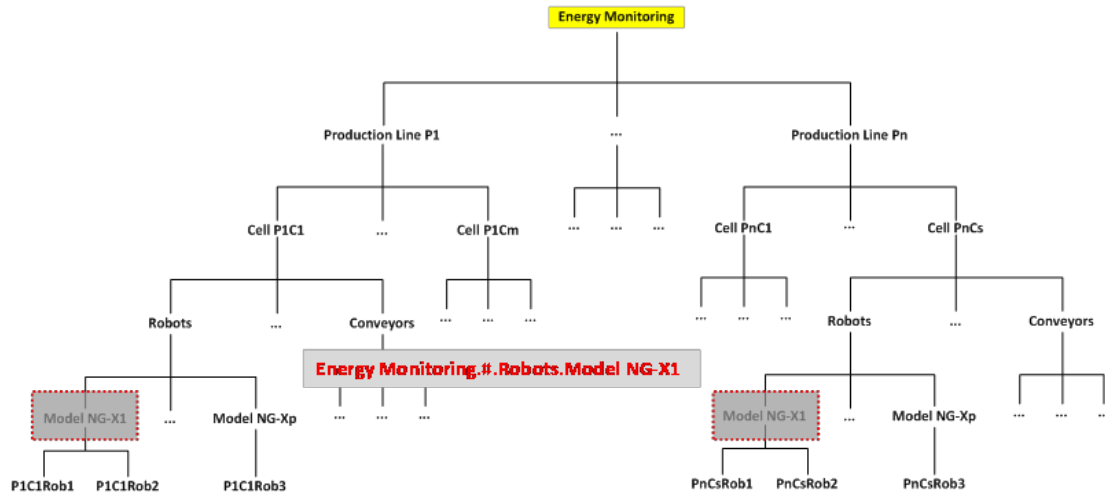 Energy Monitoring
Production Line P1 ... Production Line Pn
Cell P1C1 ... Cell P1Cm ... ... ... Cell PnC1 ... Cell PnCs
Robots ... Conveyors ... ... ... ... ... ... Robots ... Conveyors
Energy Monitoring.#.Robots.Model NG-X1
Model NG-X1 ... Model NG-Xp ... ... ... Model NG-X1 ... Model NG-Xp ... ... ...
P1C1Rob1 P1C1Rob2 P1C1Rob3 PnCsRob1 PnCsRob2 PnCsRob3